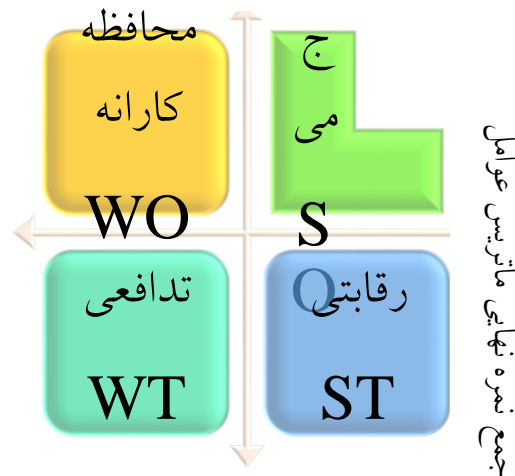 محافظه
کارانه
WO
ج
می
S
O
تدافعی
WT
رقابتی
ST
جمع نمره نهایی ماتریس عوامل